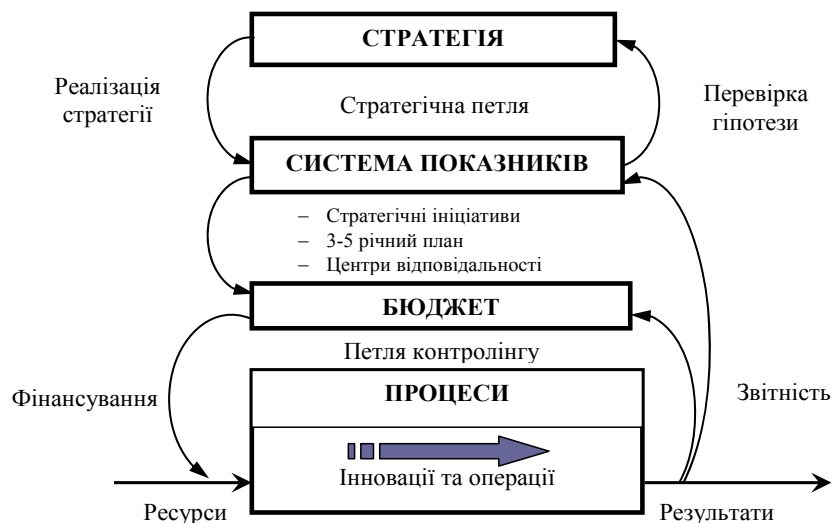 СТРАТЕГІЯ
Реалізація
стратегії
Стратегічна петля
Перевірка
гіпотези
СИСТЕМА ПОКАЗНИКІВ
– Стратегічні ініціативи
– 3-5 річний план
– Центри відповідальності
БЮДЖЕТ
Петля контролінгу
Фінансування
ПРОЦЕСИ
Звітність
Інновації та операції
Ресурси
Результати